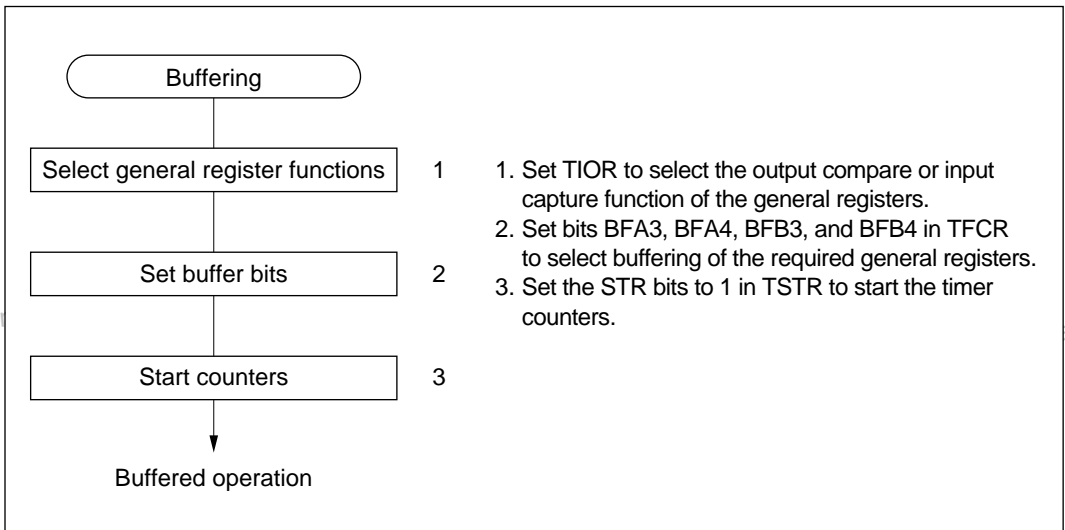 Buffering
Select general register functions
1
Set buffer bits
2
Start counters
3
Buffered operation
1. Set TIOR to select the output compare or input
capture function of the general registers.
2. Set bits BFA3, BFA4, BFB3, and BFB4 in TFCR
to select buffering of the required general registers.
3. Set the STR bits to 1 in TSTR to start the timer
counters.